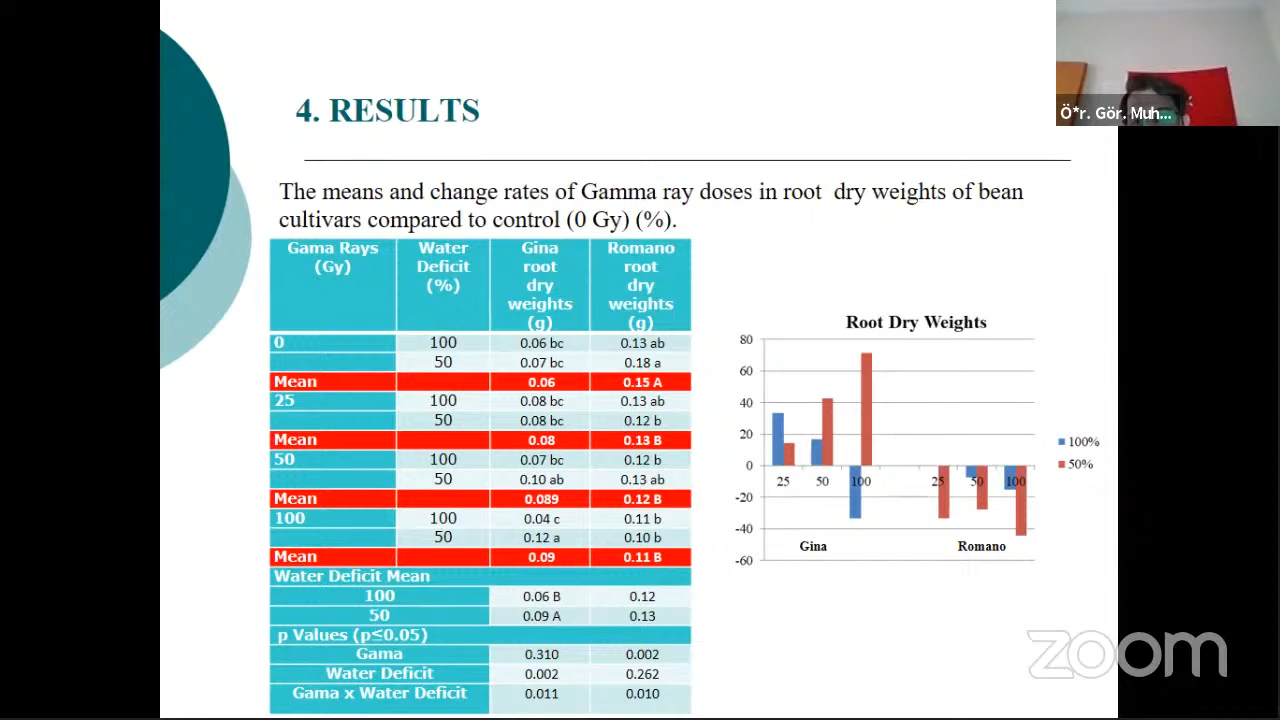 Ö*r. Gör. Muh...
4. RESULTS
The means and change rates of Gamma ray doses in root dry weights of bean
cultivars compared to control (0 Gy) (%).
Gama Rays (Gy) Water Deficit (%) Gina root dry weights (g) Romano root dry weights (g)
0 100 0.06 bc 0.13 ab
50 0.07 bc 0.18 a
Mean 0.06 0.15 A
25 100 0.08 bc 0.13 ab
50 0.08 bc 0.12 b
Mean 0.08 0.13 B
50 100 0.07 bc 0.12 b
50 0.10 ab 0.13 ab
Mean 0.089 0.12 B
100 100 0.04 c 0.11 b
50 0.12 a 0.10 b
Mean 0.09 0.11 B
Water Deficit Mean
100 0.06 B 0.12
50 0.09 A 0.13
p Values (p≤0.05)
Gama 0.310 0.002
Water Deficit 0.002 0.262
Gama x Water Deficit 0.011 0.010
Root Dry Weights
80
60
40
20
0
-20
-40
-60
25 50 100 25 50 100
Gina Romano
100%
50%
zoom